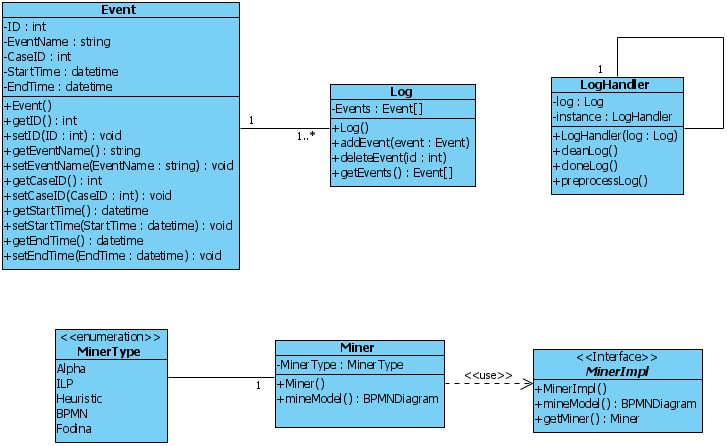 Event
-ID : int
-EventName : string
-CaseID : int
-StartTime : datetime
-EndTime : datetime
+Event()
+getID() : int
+setID(ID : int) : void
+getEventName() : string
+setEventName(EventName : string) : void
+getCaseID() : int
+setCaseID(CaseID : int) : void
+getStartTime() : datetime
+setStartTime(StartTime : datetime) : void
+getEndTime() : datetime
+setEndTime(EndTime : datetime) : void
1
1..*
Log
-Events : Event[]
+Log()
+addEvent(event : Event)
+deleteEvent(id : int)
+getEvents() : Event[]
1
LogHandler
-log : Log
-instance : LogHandler
+LogHandler(log : Log)
+cleanLog()
+cloneLog()
+preprocessLog()
<<enumeration>>
MinerType
Alpha
ILP
Heuristic
BPMN
Fodina
1
Miner
-MinerType : MinerType
+Miner()
+mineModel() : BPMNDiagram
<<use>>
<<Interface>>
MinerImpl
+MinerImpl()
+mineModel() : BPMNDiagram
+getMiner() : Miner